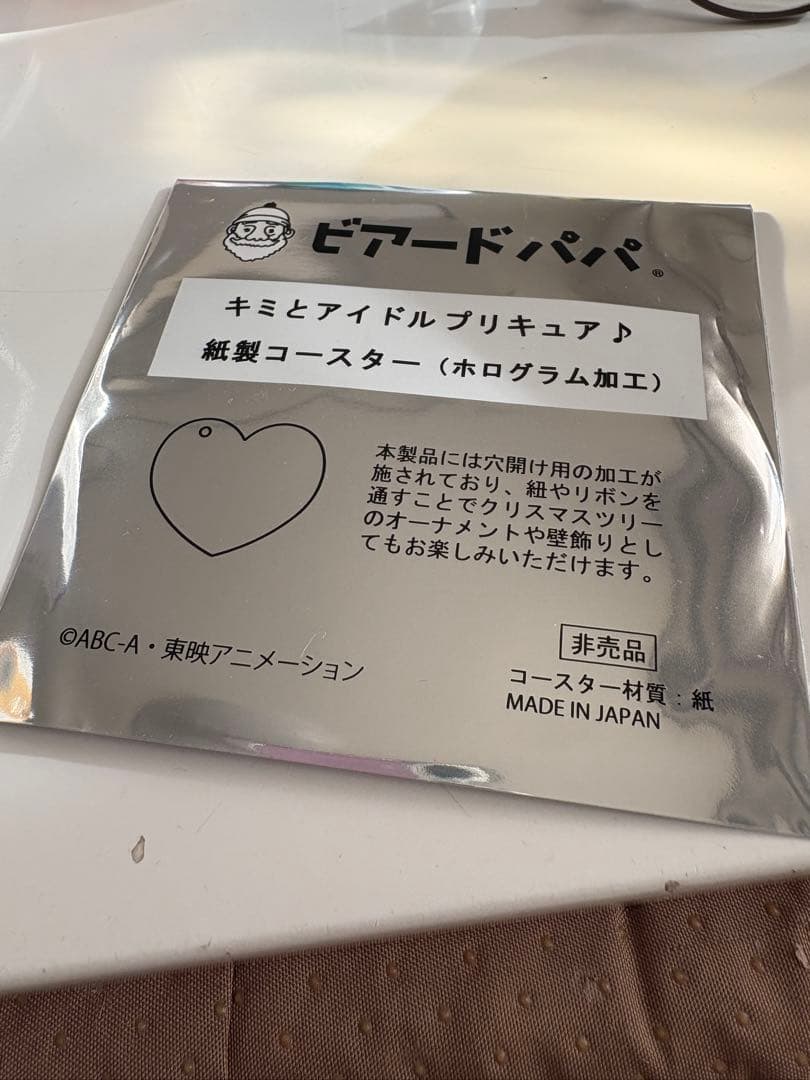 ビアードパパ®
キミとアイドルプリキュア♪
紙製コースター（ホログラム加工）
本製品には穴開け用の加工が
施されており、紐やリボンを
通すことでクリスマスツリー
のオーナメントや壁飾りとし
てもお楽しみいただけます。
©ABC-A・東映アニメーション
非売品
コースター材質：紙
MADE IN JAPAN